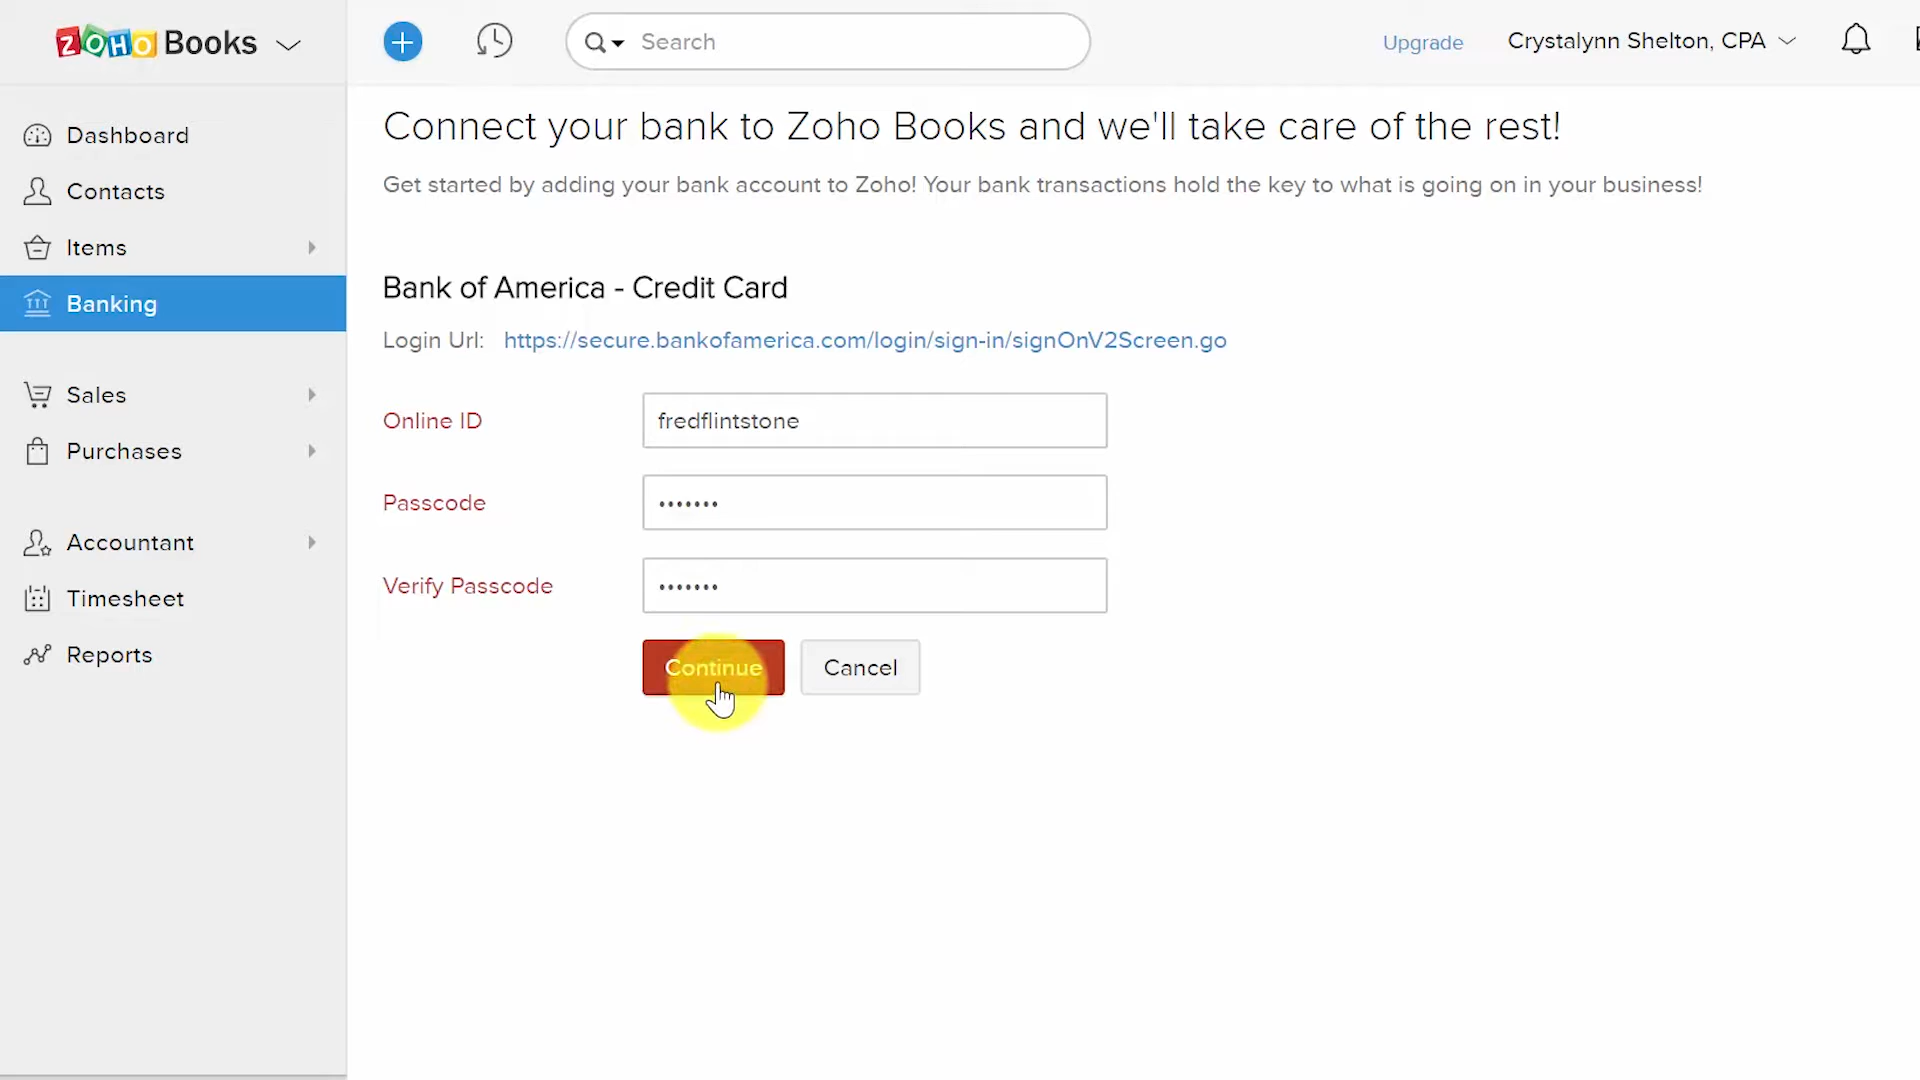 ZOHO Books
Search
Upgrade
Crystalynn Shelton, CPA
Dashboard
Contacts
Items
Banking
Sales
Purchases
Accountant
Timesheet
Reports
Connect your bank to Zoho Books and we'll take care of the rest!
Get started by adding your bank account to Zoho! Your bank transactions hold the key to what is going on in your business!
Bank of America - Credit Card
Login Url: https://secure.bankofamerica.com/login/sign-in/signOnV2Screen.go
Online ID fredflintstone
Passcode •••••••
Verify Passcode •••••••
Continue Cancel